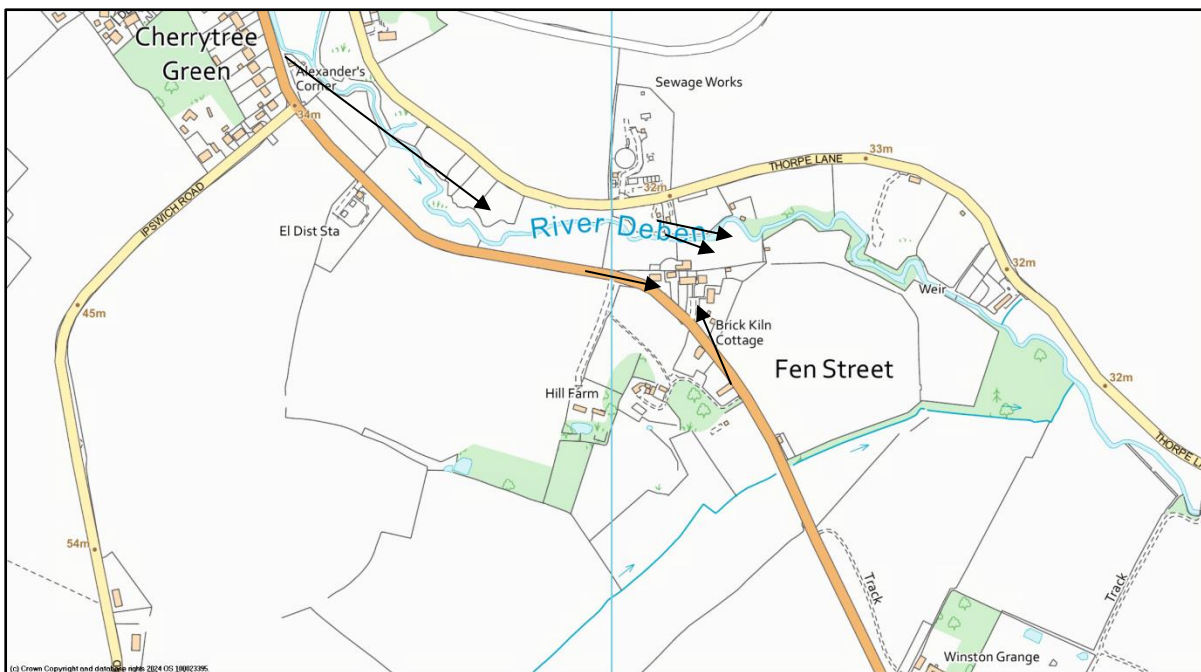 Cherrytree
Green
Alexander's
Corner
34m
Sewage Works
IPSWICH ROAD
El Dist Sta
THORPE LANE
33m
32m
River Deben
32m
Weir
45m
Brick Kiln
Cottage
Fen Street
32m
Hill Farm
THORPE LA
54m
Track
Track
Winston Grange
(c) Crown Copyright and database rights 2024 OS 100023395.